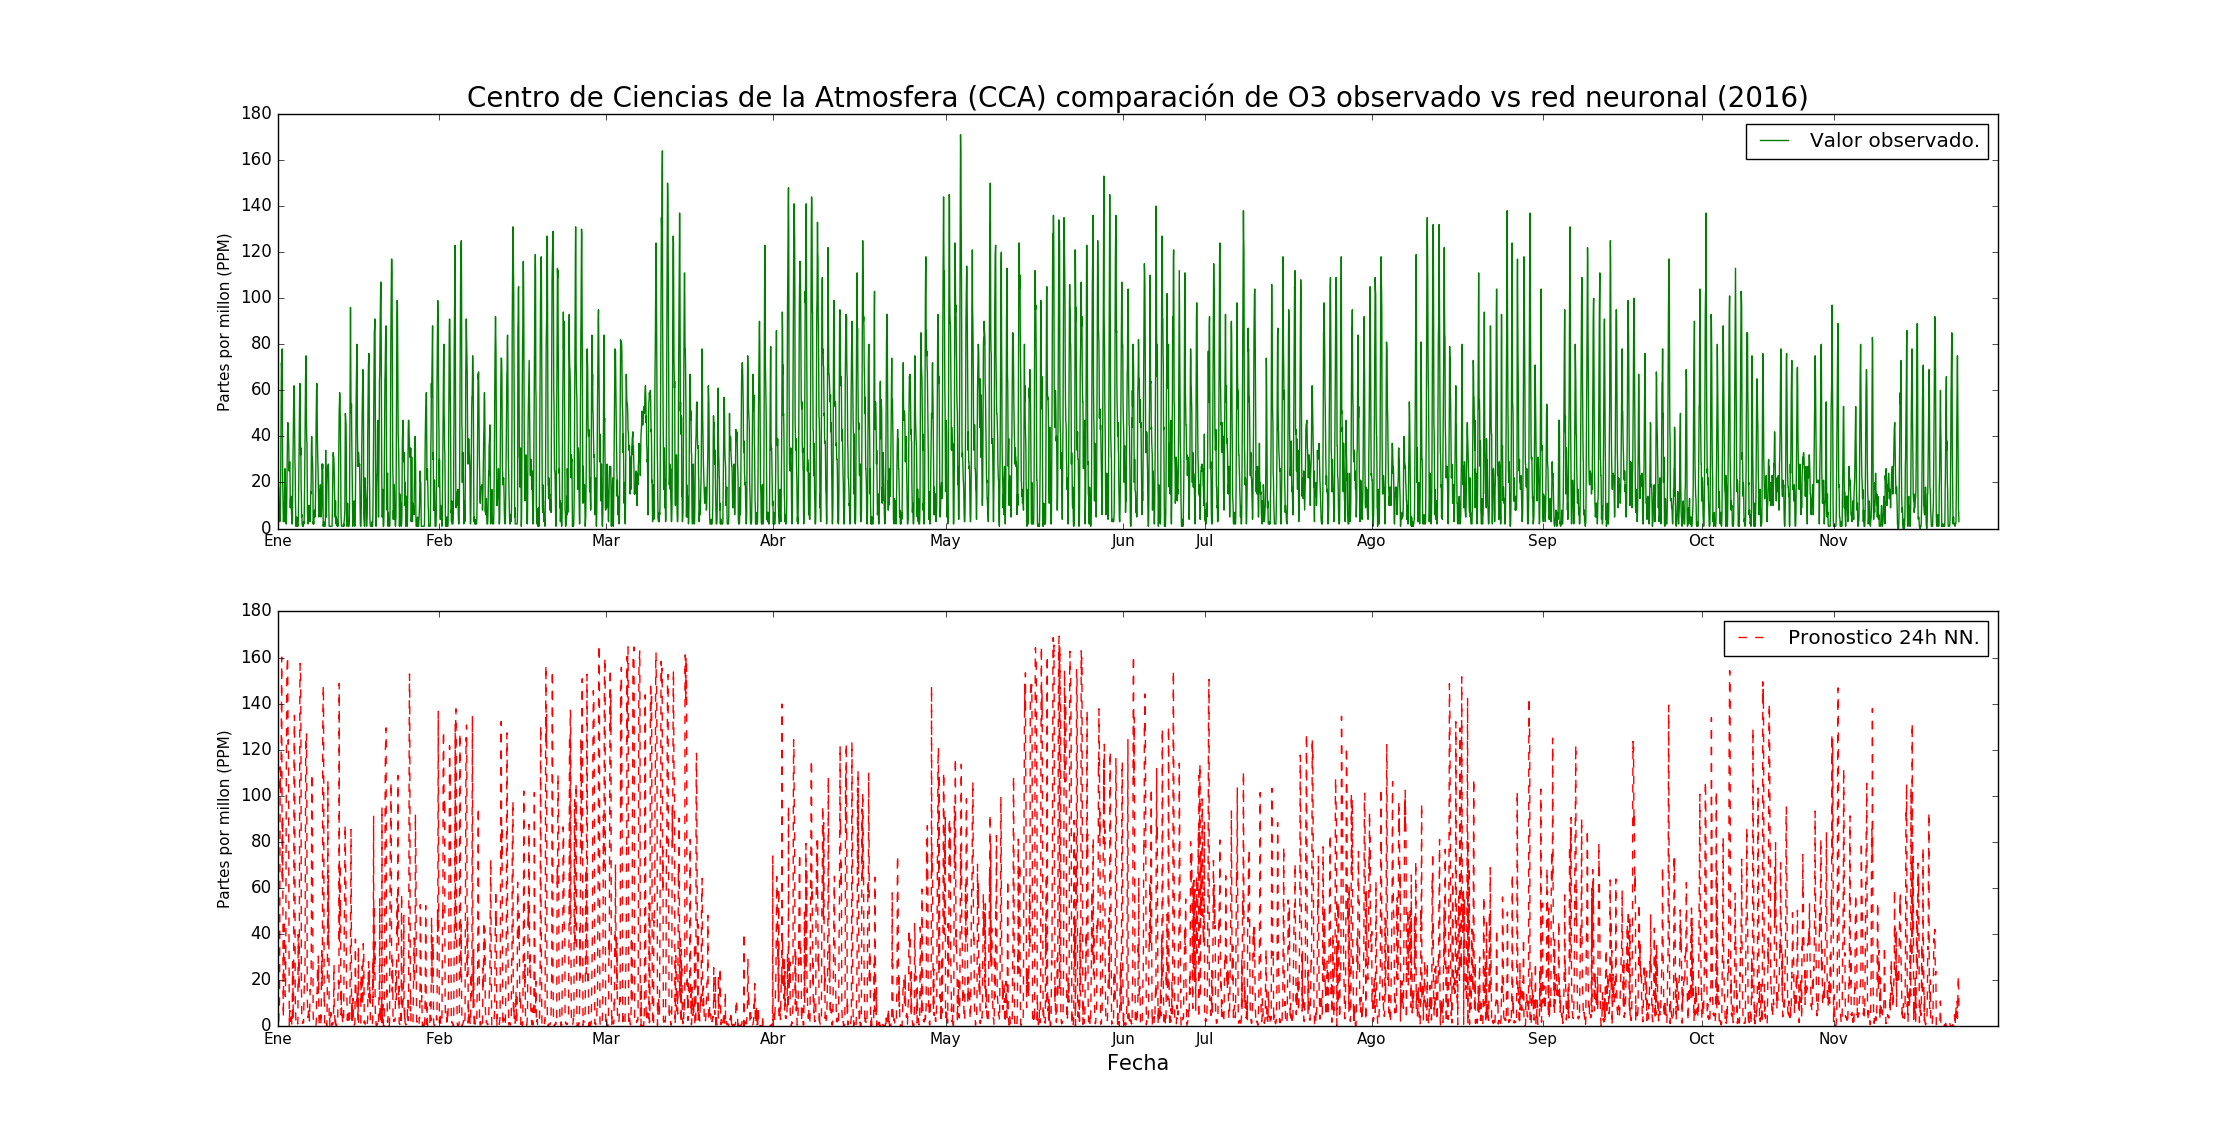 Centro de Ciencias de la Atmosfera (CCA) comparación de O3 observado vs red neuronal (2016)
180
160
140
120
100
80
60
40
20
0
Partes por millon (PPM)
Valor observado.
Ene Feb Mar Abr May Jun Jul Ago Sep Oct Nov
180
160
140
120
100
80
60
40
20
0
Partes por millon (PPM)
Pronostico 24h NN.
Ene Feb Mar Abr May Jun Jul Ago Sep Oct Nov
Fecha